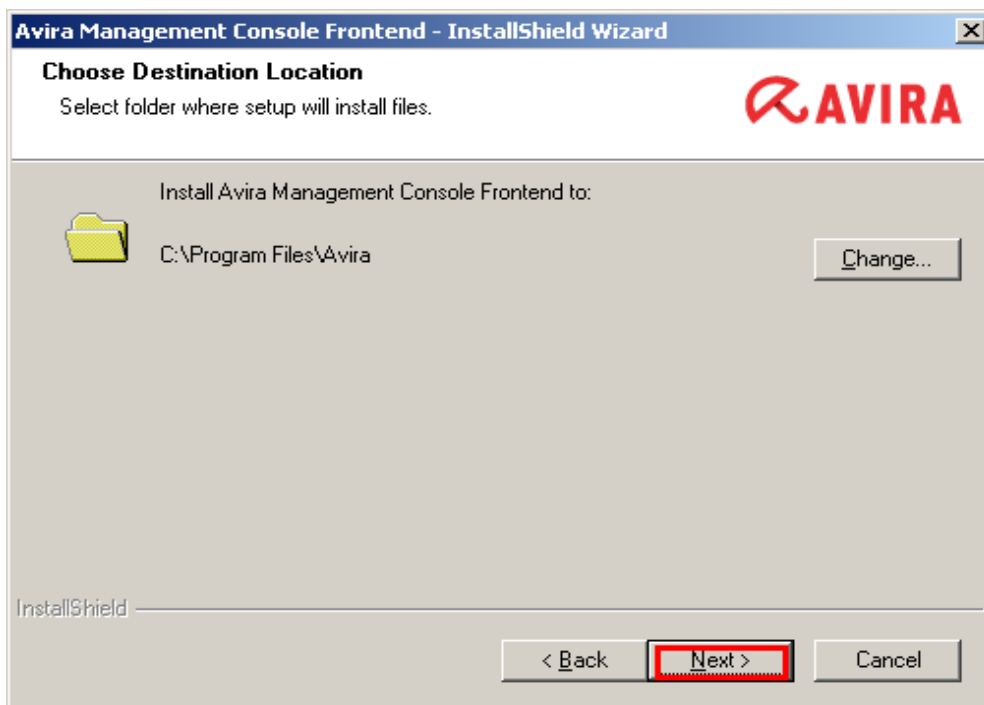 Avira Management Console Frontend - InstallShield Wizard
Choose Destination Location
Select folder where setup will install files.
AVIRA
Install Avira Management Console Frontend to:
C:\Program Files\Avira
Change...
InstallShield
< Back
Next >
Cancel